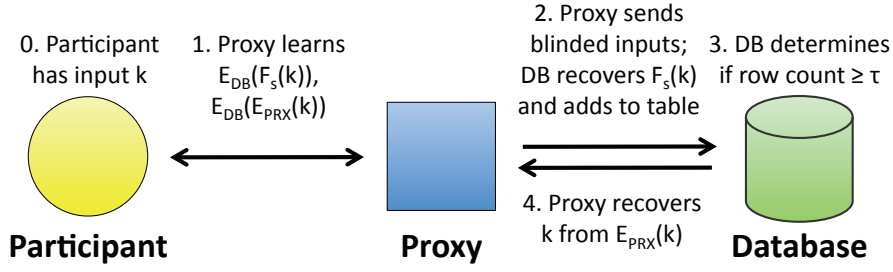 0. Participant
has input k
1. Proxy learns
E_DB(F_s(k)),
E_DB(E_PRX(k))
2. Proxy sends
blinded inputs;
DB recovers F_s(k)
and adds to table
3. DB determines
if row count ≥ τ
4. Proxy recovers
k from E_PRX(k)
Participant
Proxy
Database